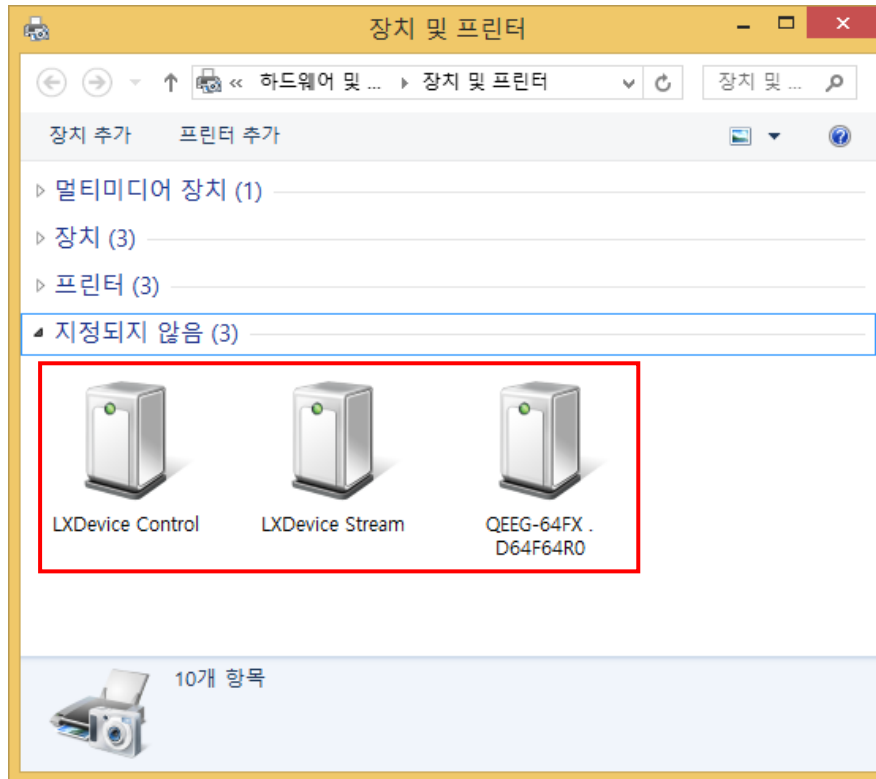 장치 및 프린터
« 하드웨어 및 ... 장치 및 프린터 장치 및 ...
장치 추가 프린터 추가
멀티미디어 장치 (1)
장치 (3)
프린터 (3)
지정되지 않음 (3)
LXDevice Control LXDevice Stream QEEG-64FX .
D64F64R0
10개 항목